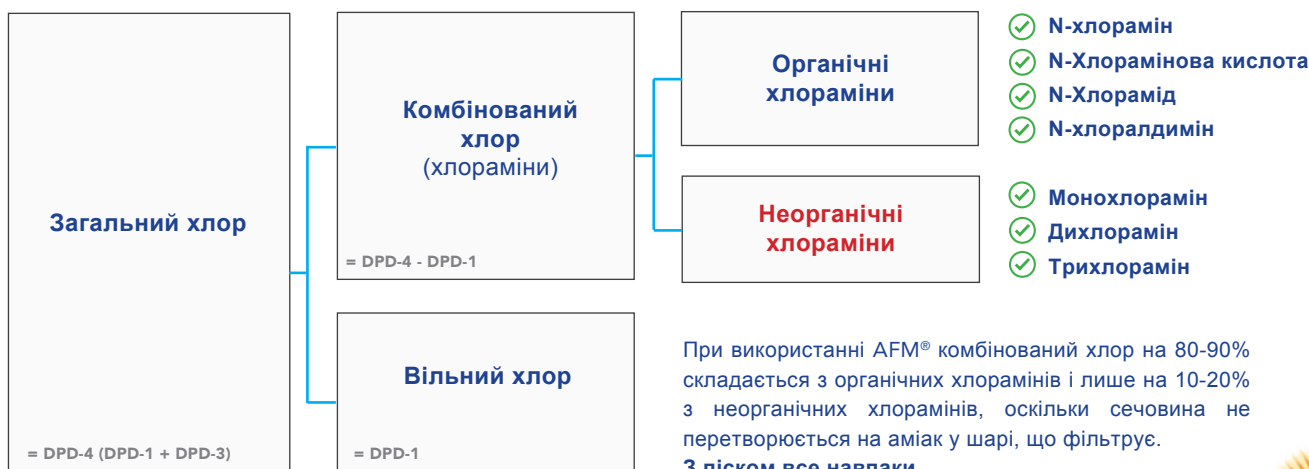 Загальний хлор
= DPD-4 (DPD-1 + DPD-3)
Комбінований
хлор
(хлораміни)
= DPD-4 - DPD-1
Вільний хлор
= DPD-1
Органічні
хлораміни
N-хлорамін
N-Хлорамінова кислота
N-Хлорамід
N-хлоралдимін
Неорганічні
хлораміни
Монохлорамін
Дихлорамін
Трихлорамін
При використанні AFM® комбінований хлор на 80-90%
складається з органічних хлорамінів і лише на 10-20%
з неорганічних хлорамінів, оскільки сечовина не
перетворюється на аміак у шарі, що фільтрує.
З піском все навпаки